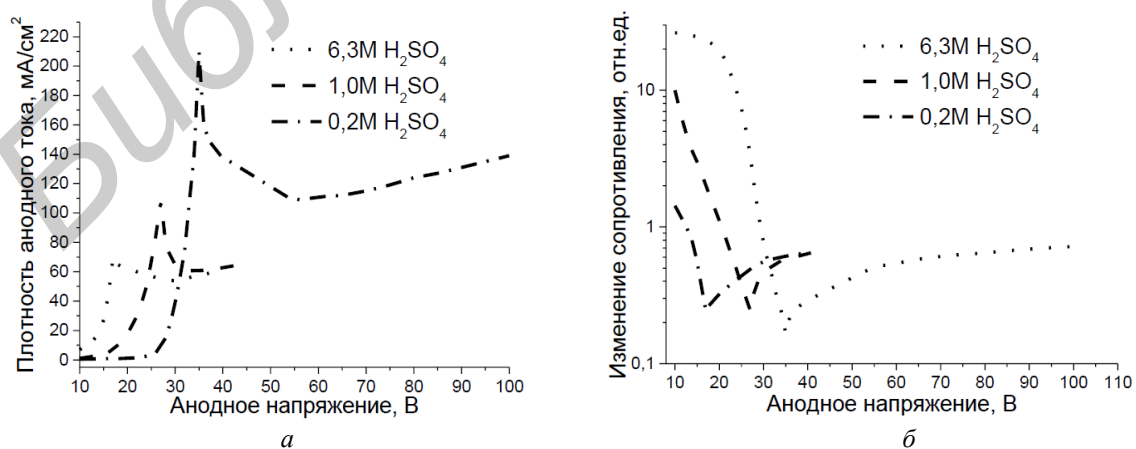 Библ
Плотность анодного тока, мА/см²
220
200
180
160
140
120
100
80
60
40
20
0
10 20 30 40 50 60 70 80 90 100
6,3M H₂SO₄
1,0M H₂SO₄
0,2M H₂SO₄
Анодное напряжение, В
а
Изменение сопротивления, отн.ед.
10
1
0,1
10 20 30 40 50 60 70 80 90 100 110
6,3M H₂SO₄
1,0M H₂SO₄
0,2M H₂SO₄
Анодное напряжение, В
б